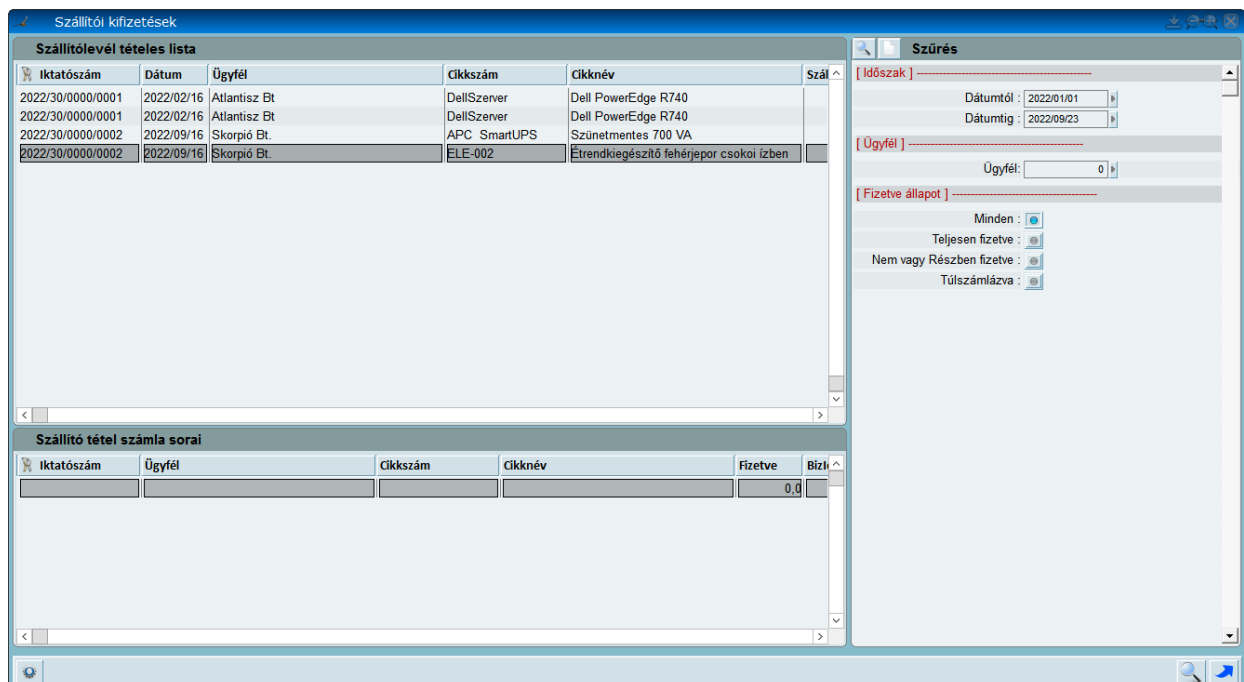 Szállítói kifizetések
Szállítólevél tételes lista
Iktatószám Dátum Ügyfél Cikkszám Cikknév Szál
2022/30/0000/0001 2022/02/16 Atlantisz Bt DellSzerver Dell PowerEdge R740
2022/30/0000/0001 2022/02/16 Atlantisz Bt DellSzerver Dell PowerEdge R740
2022/30/0000/0002 2022/09/16 Skorpió Bt. APC SmartUPS Szünetmentes 700 VA
2022/30/0000/0002 2022/09/16 Skorpió Bt. ELE-002 Étrendkiegészítő fehérjepor csokoi ízben
Szállító tétel számla sorai
Iktatószám Ügyfél Cikkszám Cikknév Fizetve Bizl
0,0
Szűrés
[ Időszak ]
Dátumtól : 2022/01/01
Dátumtig : 2022/09/23
[ Ügyfél ]
Ügyfél: 0
[ Fizetve állapot ]
Minden :
Teljesen fizetve :
Nem vagy Részben fizetve :
Túlszámlázva :